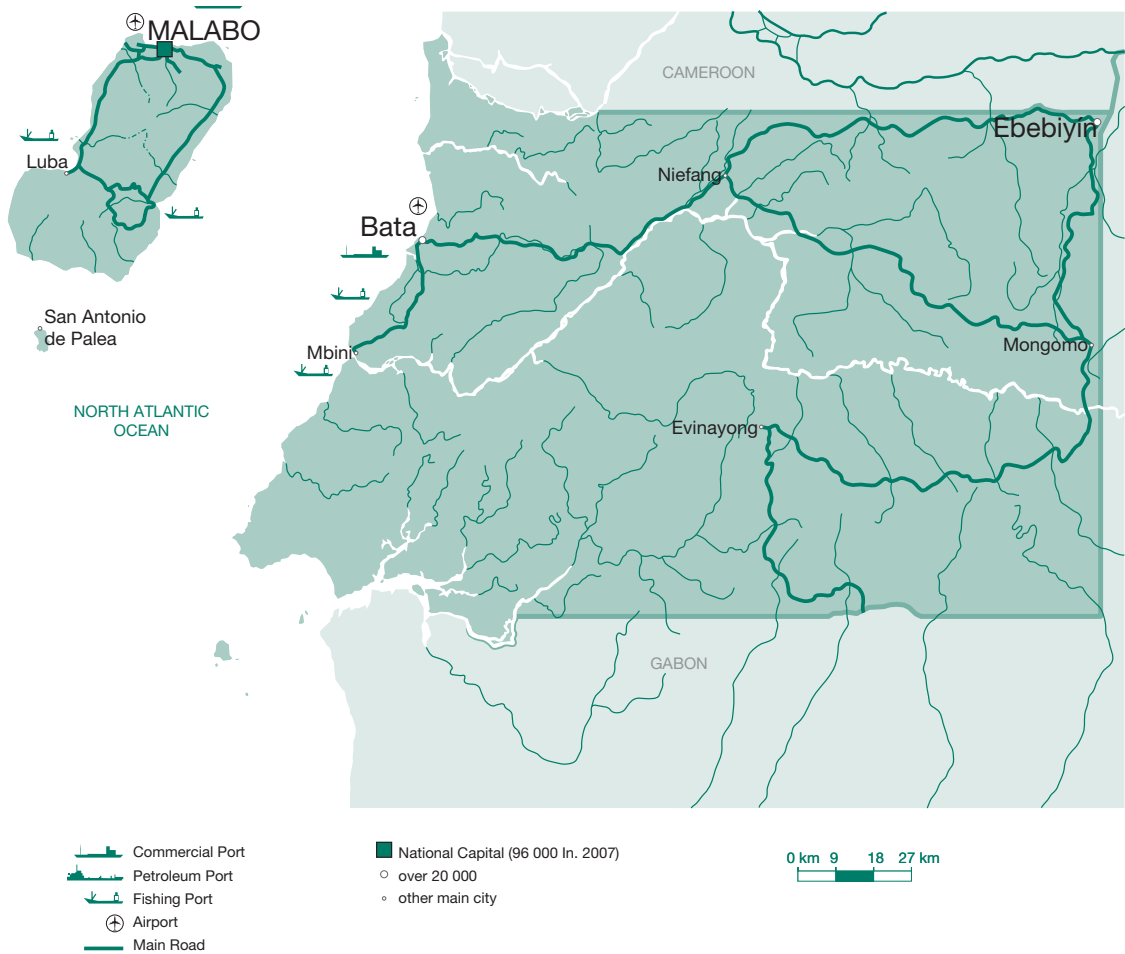 MALABO
CAMEROON
Ebebiyín
Luba
Niefang
Bata
San Antonio
de Palea
Mbini
Mongomo
NORTH ATLANTIC
OCEAN
Evinayong
GABON
Commercial Port
Petroleum Port
Fishing Port
Airport
Main Road
National Capital (96 000 In. 2007)
over 20 000
other main city
0 km 9 18 27 km